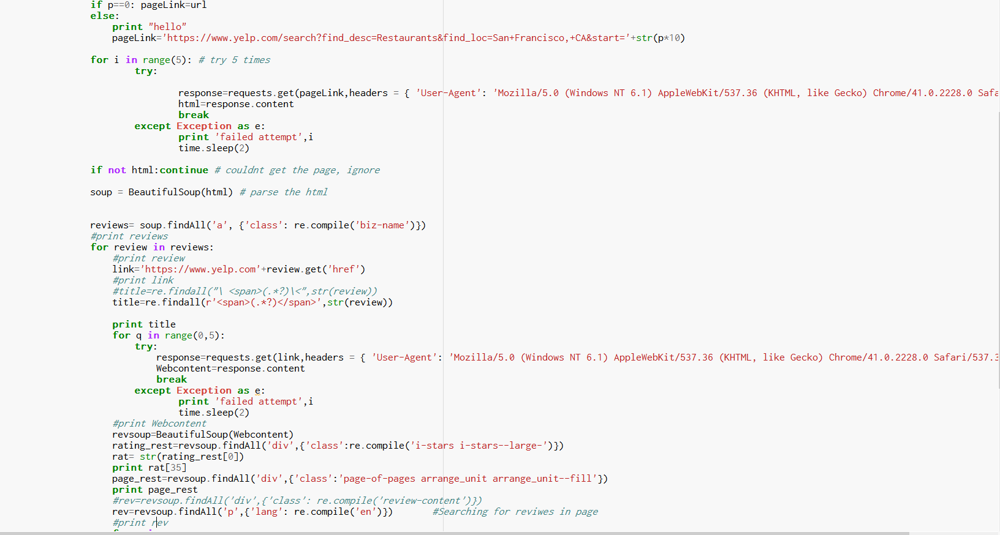 if p==0: pageLink=url
else:
print "hello"
pageLink='https://www.yelp.com/search?find_desc=Restaurants&find_loc=San+Francisco,+CA&start='+str(p*10)
for i in range(5): # try 5 times
try:
response=requests.get(pageLink,headers = { 'User-Agent': 'Mozilla/5.0 (Windows NT 6.1) AppleWebKit/537.36 (KHTML, like Gecko) Chrome/41.0.2228.0 Safa
html=response.content
break
except Exception as e:
print 'failed attempt',i
time.sleep(2)
if not html:continue # couldnt get the page, ignore
soup = BeautifulSoup(html) # parse the html
reviews= soup.findAll('a', {'class': re.compile('biz-name')})
#print reviews
for review in reviews:
#print review
link='https://www.yelp.com'+review.get('href')
#print link
#title=re.findall("\ <span>(.*?)\<",str(review))
title=re.findall(r'<span>(.*?)</span>',str(review))
print title
for q in range(0,5):
try:
response=requests.get(link,headers = { 'User-Agent': 'Mozilla/5.0 (Windows NT 6.1) AppleWebKit/537.36 (KHTML, like Gecko) Chrome/41.0.2228.0 Safari/537.3
Webcontent=response.content
break
except Exception as e:
print 'failed attempt',i
time.sleep(2)
#print Webcontent
revsoup=BeautifulSoup(Webcontent)
rating_rest=revsoup.findAll('div',{'class':re.compile('i-stars i-stars--large-')})
rat= str(rating_rest[0])
print rat[35]
page_rest=revsoup.findAll('div',{'class':'page-of-pages arrange_unit arrange_unit--fill'})
print page_rest
#rev=revsoup.findAll('div',{'class': re.compile('review-content')})
rev=revsoup.findAll('p',{'lang': re.compile('en')}) #Searching for reviwes in page
#print rev